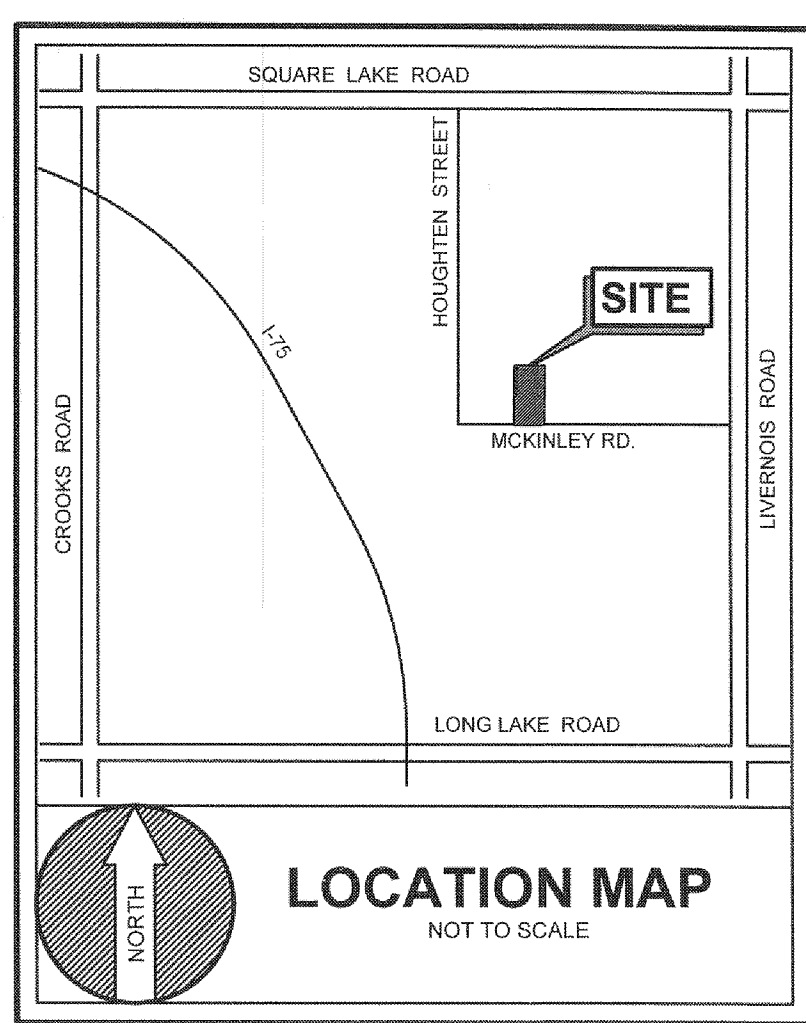 SQUARE LAKE ROAD
HOUGHTEN STREET
SITE
I-75
CROOKS ROAD
MCKINLEY RD.
LIVERNOIS ROAD
LONG LAKE ROAD
NORTH
LOCATION MAP
NOT TO SCALE